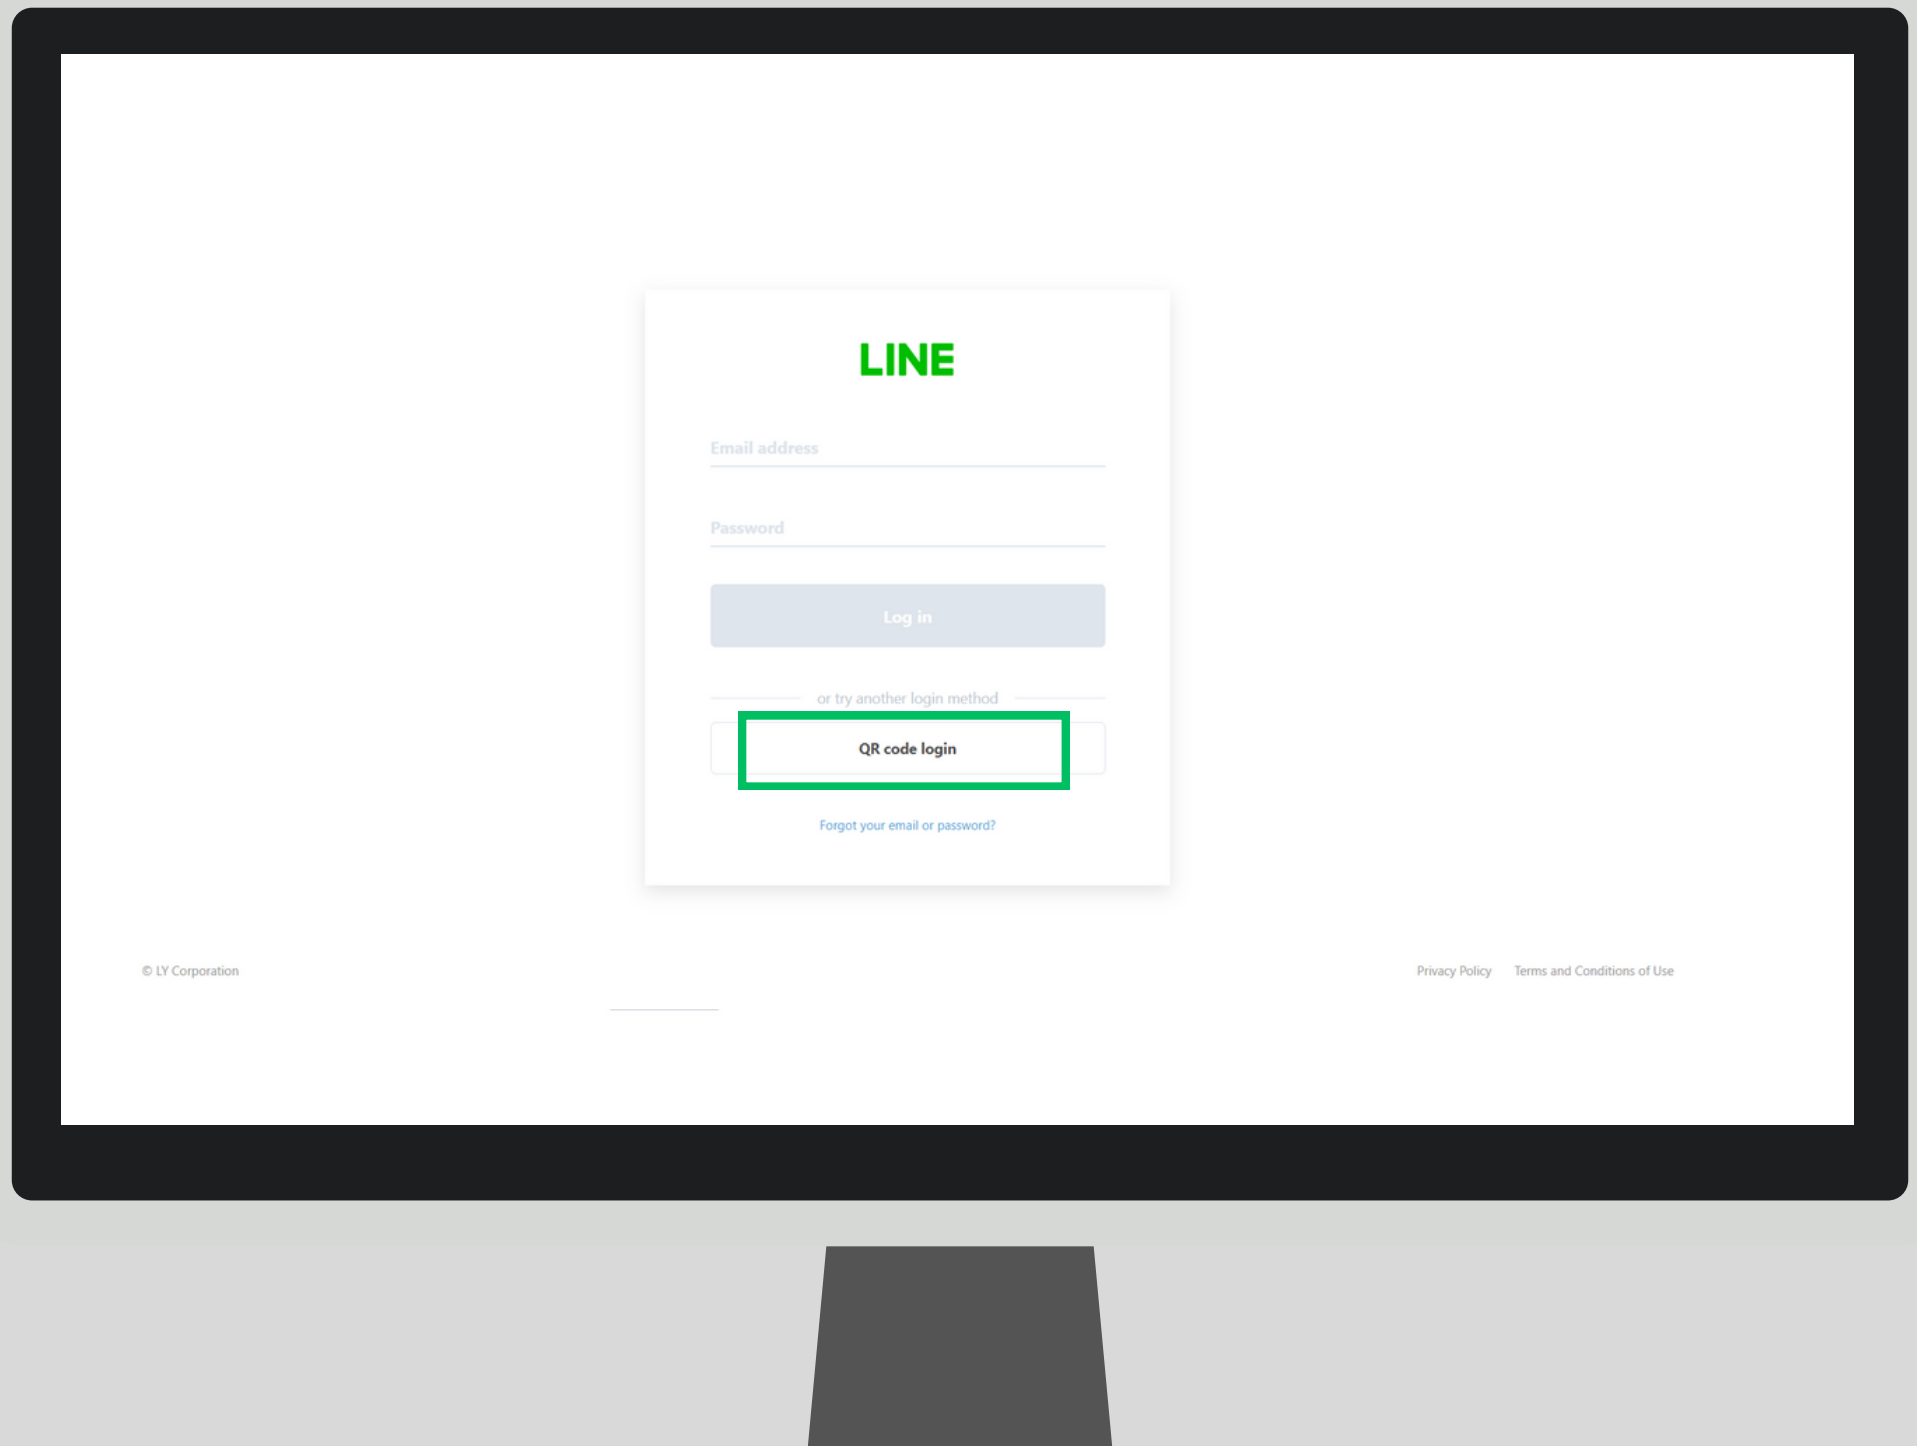 LINE
Email address
Password
Log in
or try another login method
QR code login
Forgot your email or password?
© LY Corporation
Privacy Policy Terms and Conditions of Use